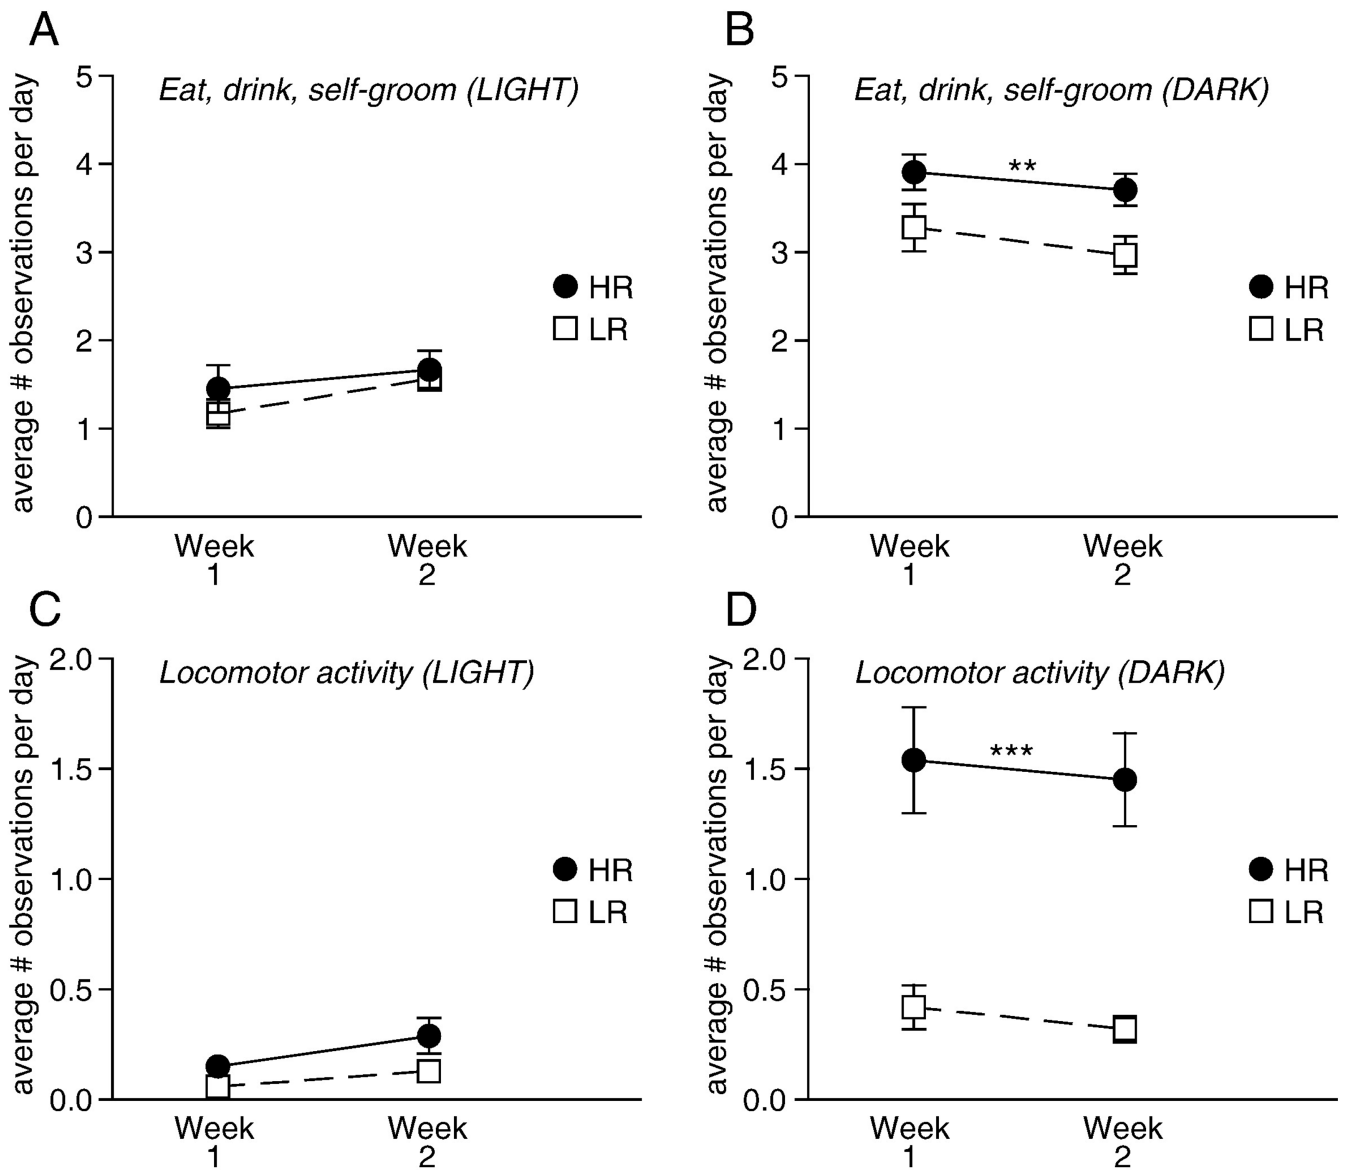 A
Eat, drink, self-groom (LIGHT)
average # observations per day
5
4
3
2
1
0
HR
LR
Week 1
Week 2
B
Eat, drink, self-groom (DARK)
average # observations per day
5
4
3
2
1
0
**
HR
LR
Week 1
Week 2
C
Locomotor activity (LIGHT)
average # observations per day
2.0
1.5
1.0
0.5
0.0
HR
LR
Week 1
Week 2
D
Locomotor activity (DARK)
average # observations per day
2.0
1.5
1.0
0.5
0.0
***
HR
LR
Week 1
Week 2